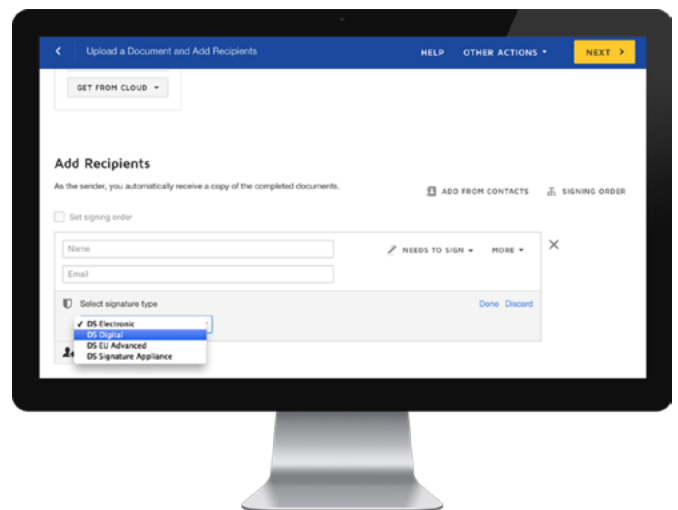 Upload a Document and Add Recipients
HELP
OTHER ACTIONS
NEXT
GET FROM CLOUD
Add Recipients
As the sender, you automatically receive a copy of the completed documents.
ADD FROM CONTACTS
SIGNING ORDER
Set signing order
Name
NEEDS TO SIGN
MORE
Email
Select signature type
Done Discard
✓ DS Electronic
DS Digital
DS EU Advanced
DS Signature Appliance